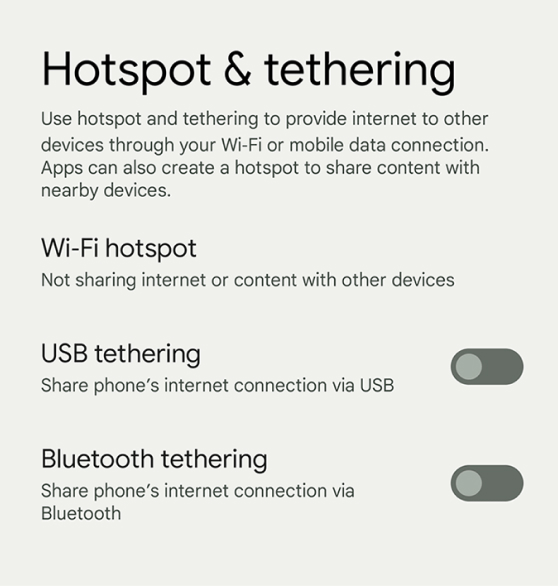 Hotspot & tethering
Use hotspot and tethering to provide internet to other
devices through your Wi-Fi or mobile data connection.
Apps can also create a hotspot to share content with
nearby devices.
Wi-Fi hotspot
Not sharing internet or content with other devices
USB tethering
Share phone’s internet connection via USB
Bluetooth tethering
Share phone’s internet connection via
Bluetooth